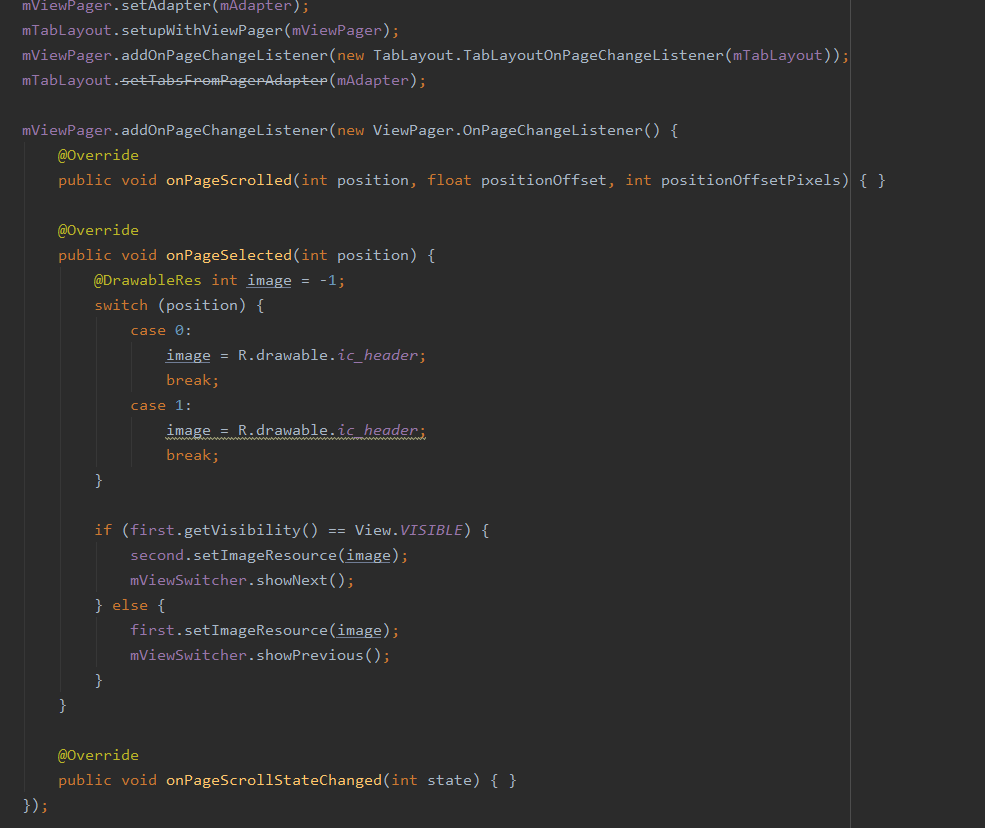 mViewPager.setAdapter(mAdapter);
mTabLayout.setupWithViewPager(mViewPager);
mViewPager.addOnPageChangeListener(new TabLayout.TabLayoutOnPageChangeListener(mTabLayout));
mTabLayout.setTabsFromPagerAdapter(mAdapter);
mViewPager.addOnPageChangeListener(new ViewPager.OnPageChangeListener() {
@Override
public void onPageScrolled(int position, float positionOffset, int positionOffsetPixels) { }
@Override
public void onPageSelected(int position) {
@DrawableRes int image = -1;
switch (position) {
case 0:
image = R.drawable.ic_header;
break;
case 1:
image = R.drawable.ic_header;
break;
}
if (first.getVisibility() == View.VISIBLE) {
second.setImageResource(image);
mViewSwitcher.showNext();
} else {
first.setImageResource(image);
mViewSwitcher.showPrevious();
}
}
@Override
public void onPageScrollStateChanged(int state) { }
});